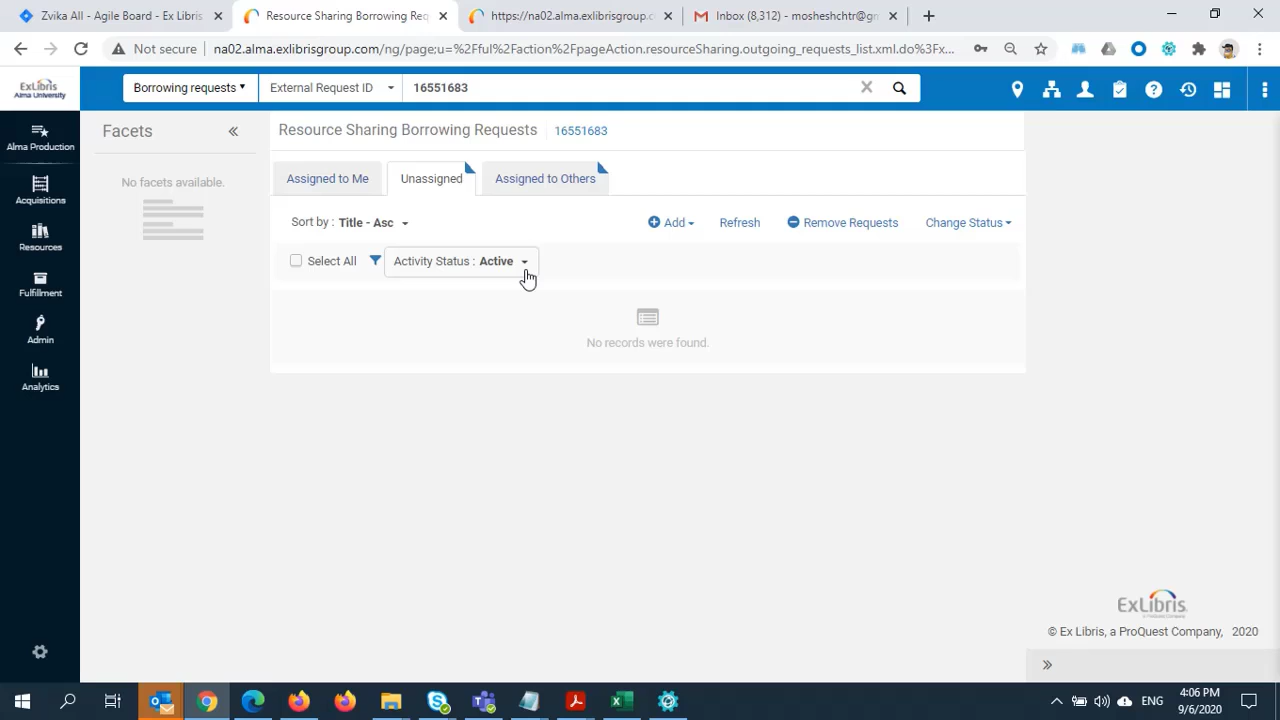 Zvika All - Agile Board - Ex Libris
Resource Sharing Borrowing Req
https://na02.alma.exlibrisgroup.c
Inbox (8,312) - mosheshchtr@gm
Not secure
na02.alma.exlibrisgroup.com/ng/page;u=%2Fful%2Faction%2FpageAction.resourceSharing.outgoing_requests_list.xml.do%3Fx...
ExLibris
Alma University
Borrowing requests
External Request ID
16551683
Alma Production
Acquisitions
Resources
Fulfillment
Admin
Analytics
Facets
No facets available.
Resource Sharing Borrowing Requests 16551683
Assigned to Me
Unassigned
Assigned to Others
Sort by : Title - Asc
Add
Refresh
Remove Requests
Change Status
Select All
Activity Status : Active
No records were found.
ExLibris
© Ex Libris, a ProQuest Company, 2020
ENG
4:06 PM
9/6/2020